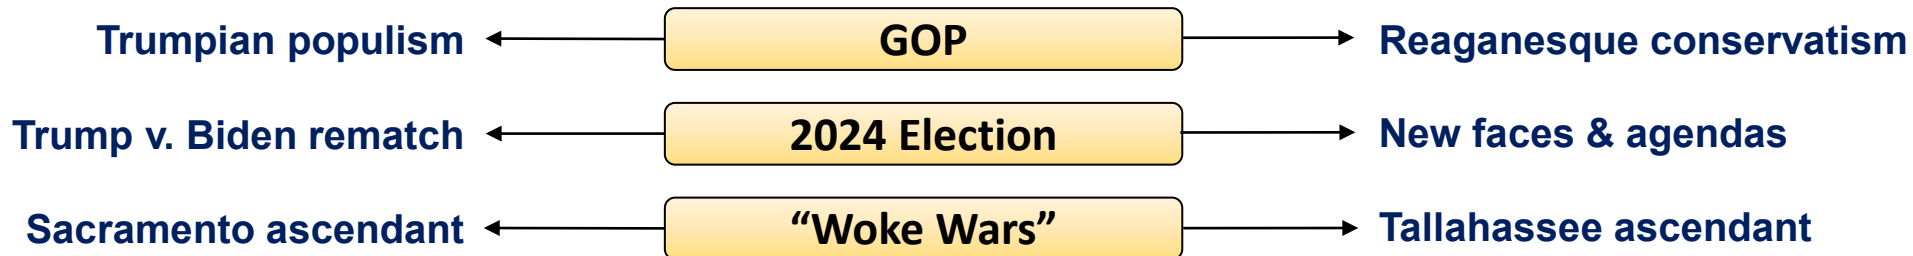 Trumpian populism GOP Reaganesque conservatism
Trump v. Biden rematch 2024 Election New faces & agendas
Sacramento ascendant “Woke Wars” Tallahassee ascendant